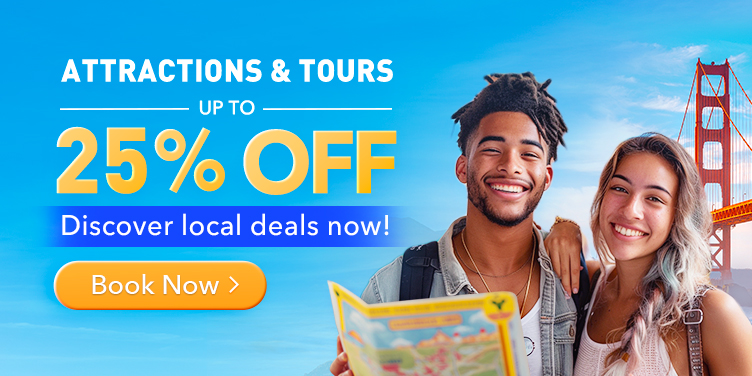 ATTRACTIONS & TOURS
UP TO
25% OFF
Discover local deals now!
Book Now >